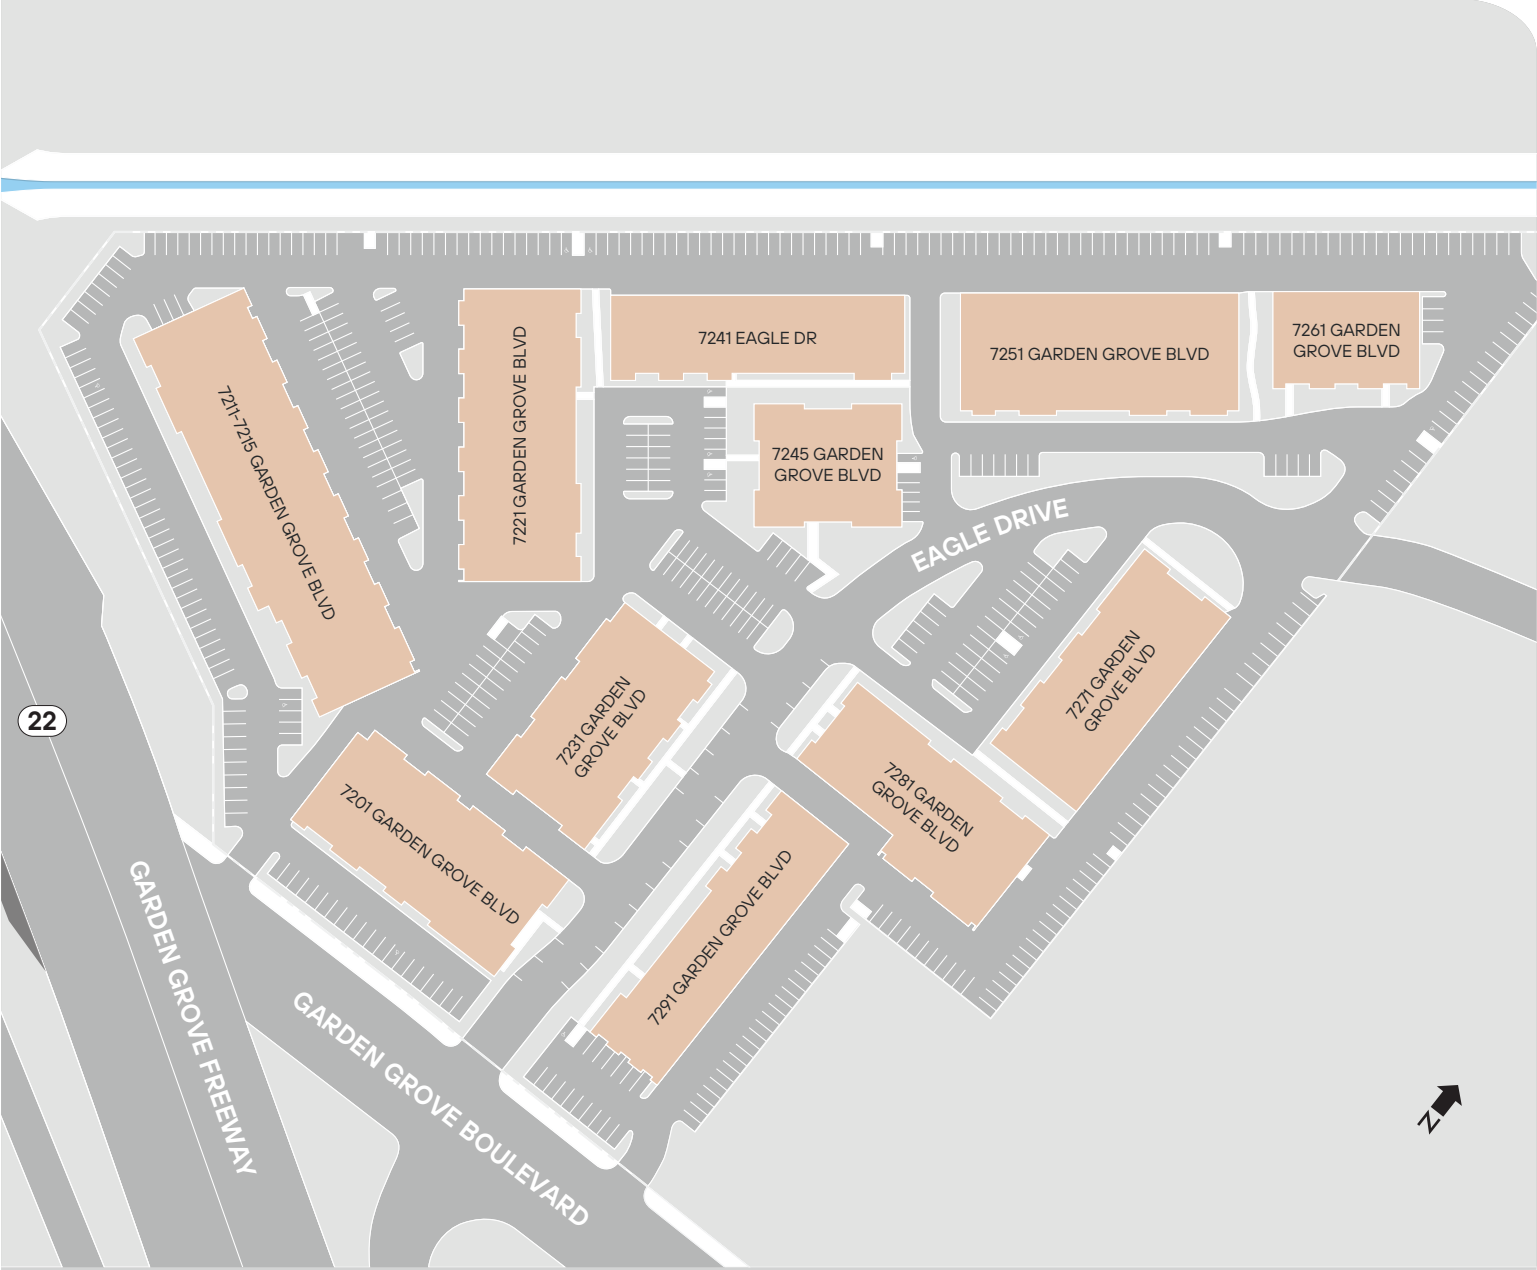 7241 EAGLE DR
7261 GARDEN
GROVE BLVD
7251 GARDEN GROVE BLVD
7221 GARDEN GROVE BLVD
7211-7215 GARDEN GROVE BLVD
7245 GARDEN
GROVE BLVD
EAGLE DRIVE
7271 GARDEN
GROVE BLVD
7231 GARDEN
GROVE BLVD
22
7281 GARDEN
GROVE BLVD
7201 GARDEN GROVE BLVD
7291 GARDEN GROVE BLVD
GARDEN GROVE FREEWAY
GARDEN GROVE BOULEVARD
N